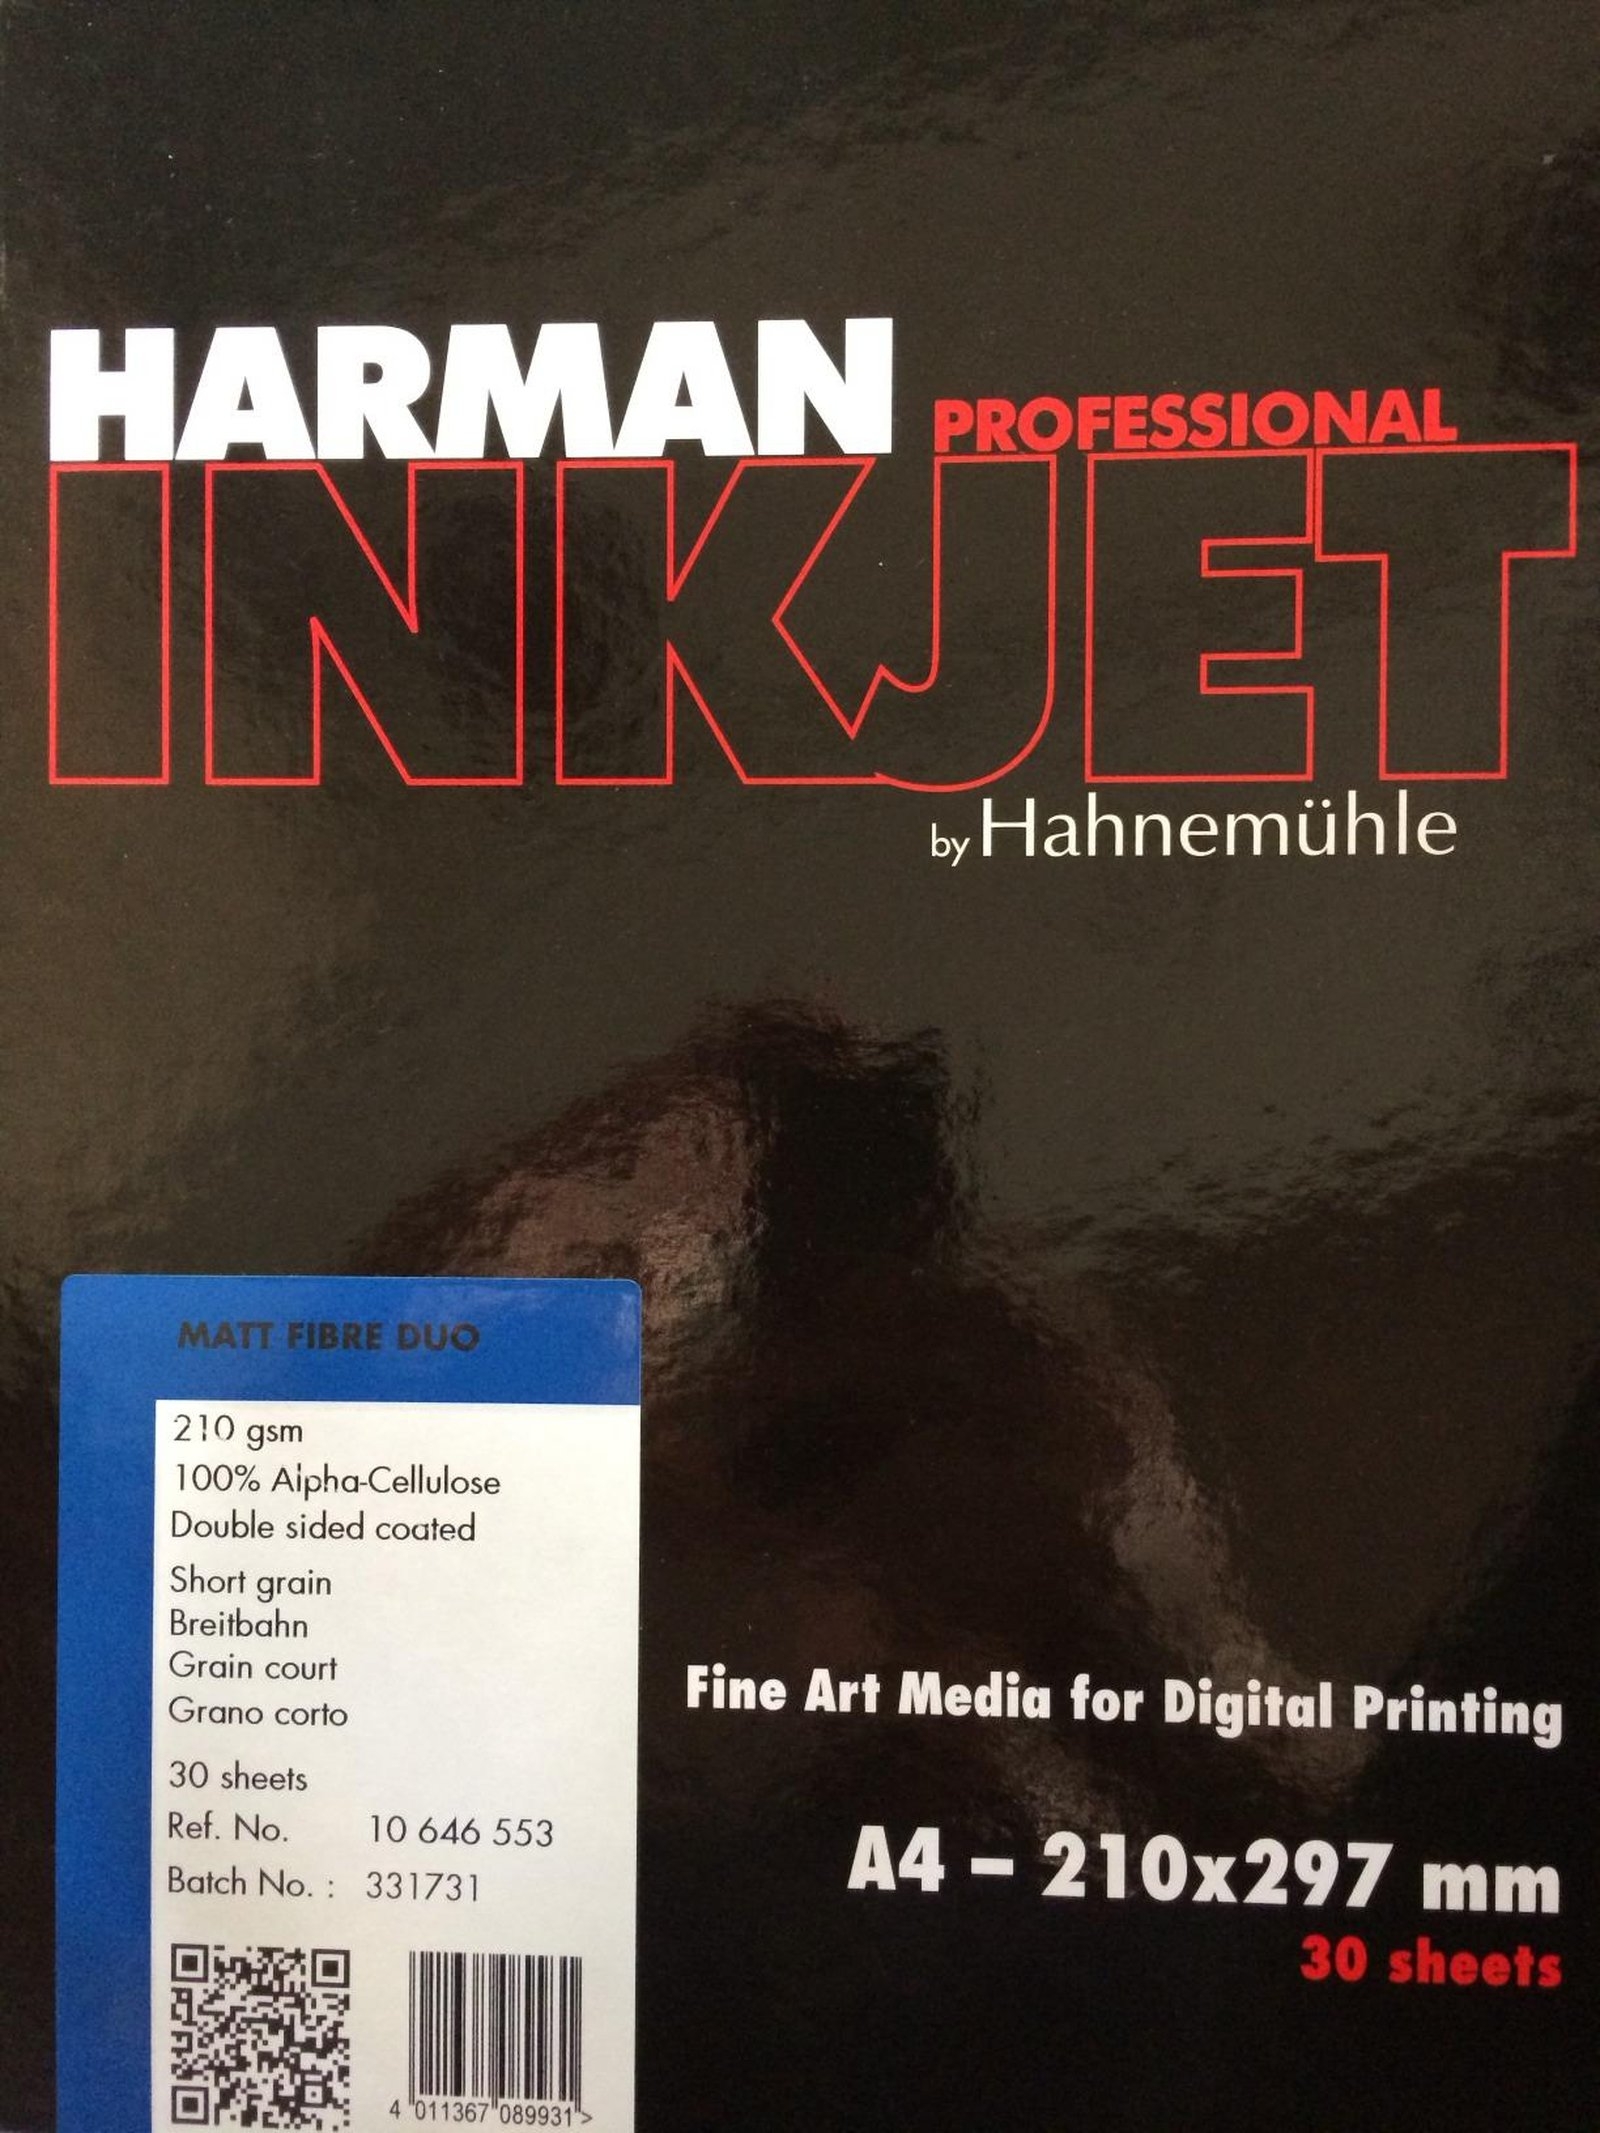 HARMAN
PROFESSIONAL
INKJET
by Hahnemühle
MATT FIBRE DUO
210 gsm
100% Alpha-Cellulose
Double sided coated
Short grain
Breitbahn
Grain court
Grano corto
30 sheets
Ref. No. 10 646 553
Batch No. : 331731
4 011367 089931 >
Fine Art Media for Digital Printing
A4 – 210x297 mm
30 sheets